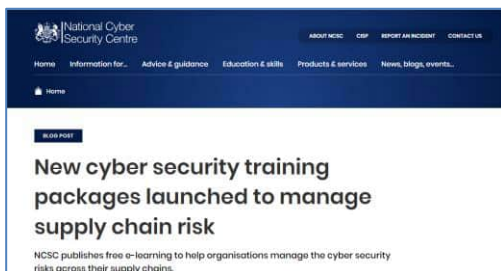 National Cyber
Security Centre
ABOUT NCSC CISP REPORT AN INCIDENT CONTACT US
Home Information for... Advice & guidance Education & skills Products & services News, blogs, events...
Home
BLOG POST
New cyber security training
packages launched to manage
supply chain risk
NCSC publishes free e-learning to help organisations manage the cyber security
risks across their supply chains.